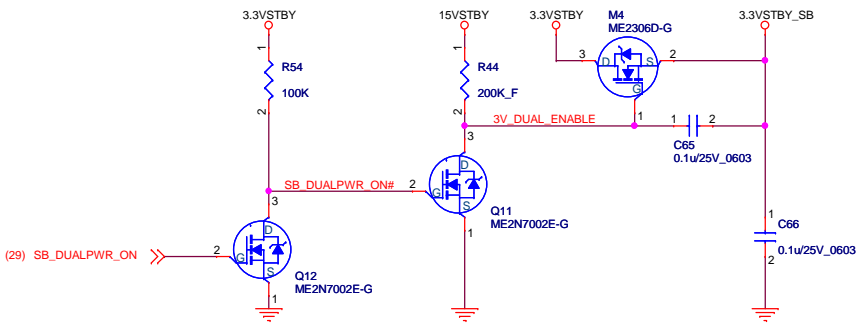 3.3VSTBY 15VSTBY 3.3VSTBY M4 3.3VSTBY_SB
ME2306D-G
1 1 3 D S 2
R54 R44
100K 200K_F
G
2 2 1
3V_DUAL_ENABLE 1 2
3 C65
0.1u/25V_0603
D
SB_DUALPWR_ON# 2 G
S
3 Q11
ME2N7002E-G
1 1
D C66
(29) SB_DUALPWR_ON 2 G 0.1u/25V_0603
2
S
Q12
ME2N7002E-G
1